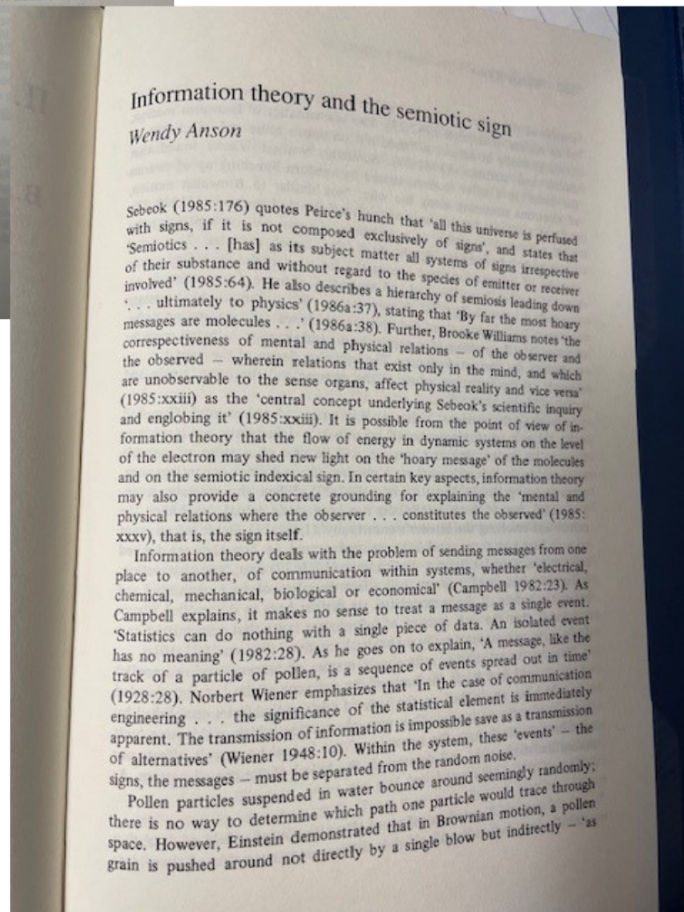 Information theory and the semiotic sign
Wendy Anson
Sebeok (1985:176) quotes Peirce's hunch that 'all this universe is perfused
with signs, if it is not composed exclusively of signs', and states that
'Semiotics . . . [has] as its subject matter all systems of signs irrespective
of their substance and without regard to the species of emitter or receiver
involved' (1985:64). He also describes a hierarchy of semiosis leading down
'. . . ultimately to physics' (1986a:37), stating that 'By far the most hoary
messages are molecules . . .' (1986a:38). Further, Brooke Williams notes 'the
correspectiveness of mental and physical relations — of the observer and
the observed — wherein relations that exist only in the mind, and which
are unobservable to the sense organs, affect physical reality and vice versa'
(1985:xxiii) as the 'central concept underlying Sebeok's scientific inquiry
and englobing it' (1985:xxiii). It is possible from the point of view of in-
formation theory that the flow of energy in dynamic systems on the level
of the electron may shed new light on the 'hoary message' of the molecules
and on the semiotic indexical sign. In certain key aspects, information theory
may also provide a concrete grounding for explaining the 'mental and
physical relations where the observer . . . constitutes the observed' (1985:
xxxv), that is, the sign itself.
Information theory deals with the problem of sending messages from one
place to another, of communication within systems, whether 'electrical,
chemical, mechanical, biological or economical' (Campbell 1982:23). As
Campbell explains, it makes no sense to treat a message as a single event.
'Statistics can do nothing with a single piece of data. An isolated event
has no meaning' (1982:28). As he goes on to explain, 'A message, like the
track of a particle of pollen, is a sequence of events spread out in time'
(1928:28). Norbert Wiener emphasizes that 'In the case of communication
engineering . . . the significance of the statistical element is immediately
apparent. The transmission of information is impossible save as a transmission
of alternatives' (Wiener 1948:10). Within the system, these 'events' — the
signs, the messages — must be separated from the random noise.
Pollen particles suspended in water bounce around seemingly randomly;
there is no way to determine which path one particle would trace through
space. However, Einstein demonstrated that in Brownian motion, a pollen
grain is pushed around not directly by a single blow but indirectly — 'as